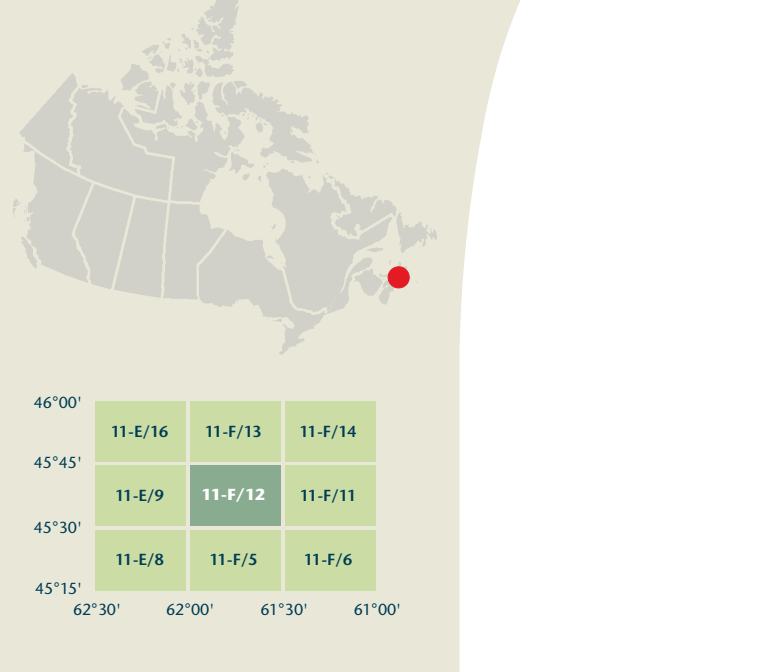 46°00'
11-E/16 11-F/13 11-F/14
45°45'
11-E/9 11-F/12 11-F/11
45°30'
11-E/8 11-F/5 11-F/6
45°15'
62°30' 62°00' 61°30' 61°00'